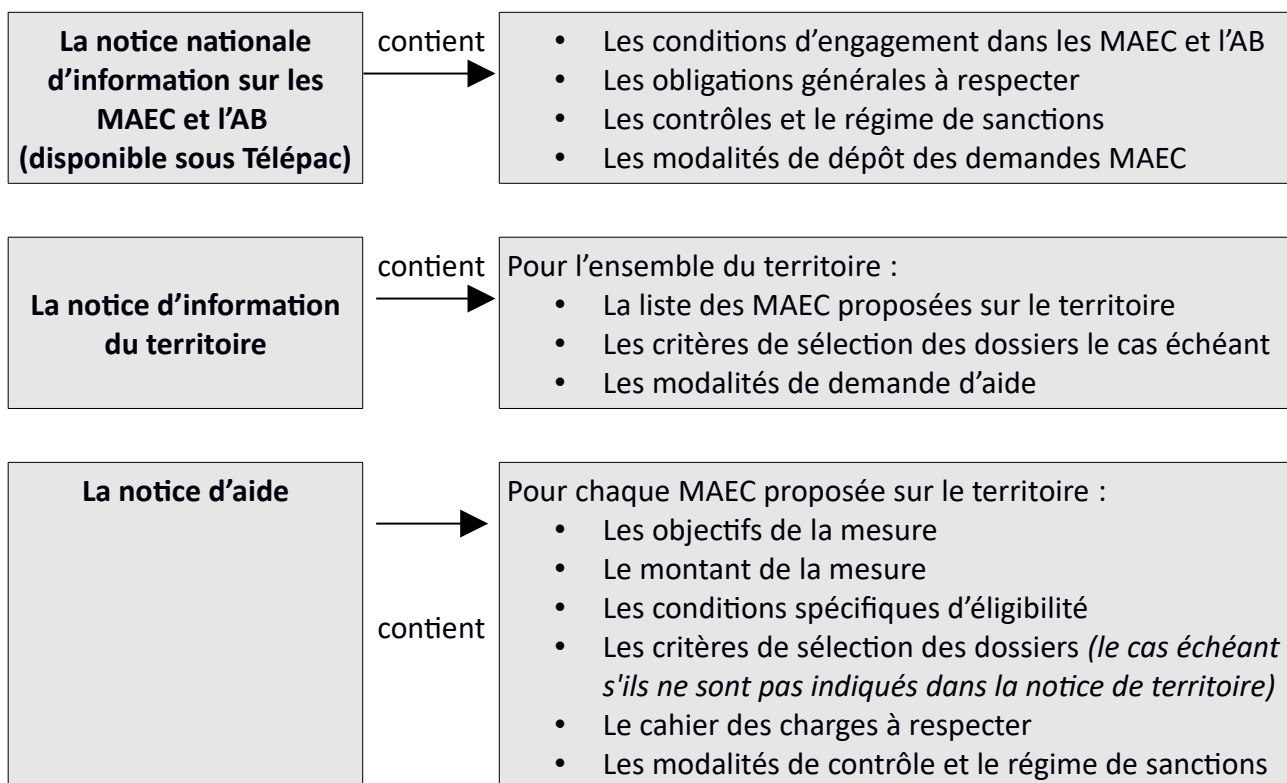 La notice nationale
d’information sur les
MAEC et l’AB
(disponible sous Télépac)
contient
• Les conditions d’engagement dans les MAEC et l’AB
• Les obligations générales à respecter
• Les contrôles et le régime de sanctions
• Les modalités de dépôt des demandes MAEC
La notice d’information
du territoire
contient
Pour l’ensemble du territoire :
• La liste des MAEC proposées sur le territoire
• Les critères de sélection des dossiers le cas échéant
• Les modalités de demande d’aide
La notice d’aide
contient
Pour chaque MAEC proposée sur le territoire :
• Les objectifs de la mesure
• Le montant de la mesure
• Les conditions spécifiques d’éligibilité
• Les critères de sélection des dossiers (le cas échéant
s'ils ne sont pas indiqués dans la notice de territoire)
• Le cahier des charges à respecter
• Les modalités de contrôle et le régime de sanctions